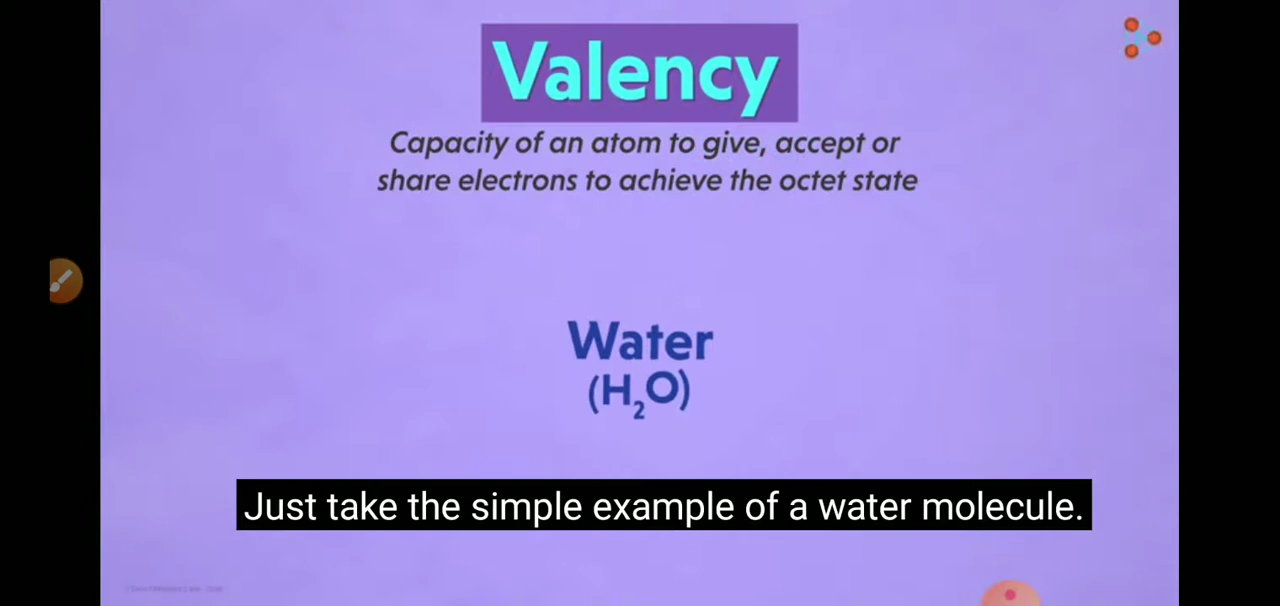 Valency
Capacity of an atom to give, accept or
share electrons to achieve the octet state
Water
(H₂O)
Just take the simple example of a water molecule.